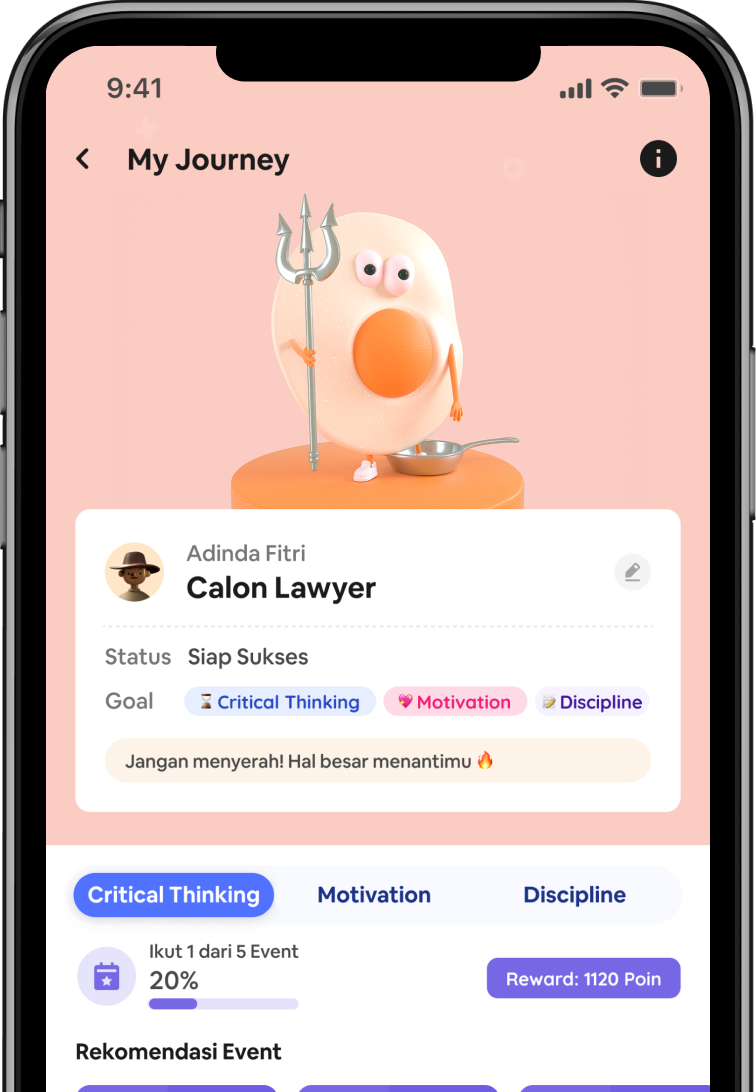 9:41
My Journey
Adinda Fitri
Calon Lawyer
Status Siap Sukses
Goal ⌛ Critical Thinking 💖 Motivation 📝 Discipline
Jangan menyerah! Hal besar menantimu 🔥
Critical Thinking Motivation Discipline
Ikut 1 dari 5 Event
20%
Reward: 1120 Poin
Rekomendasi Event